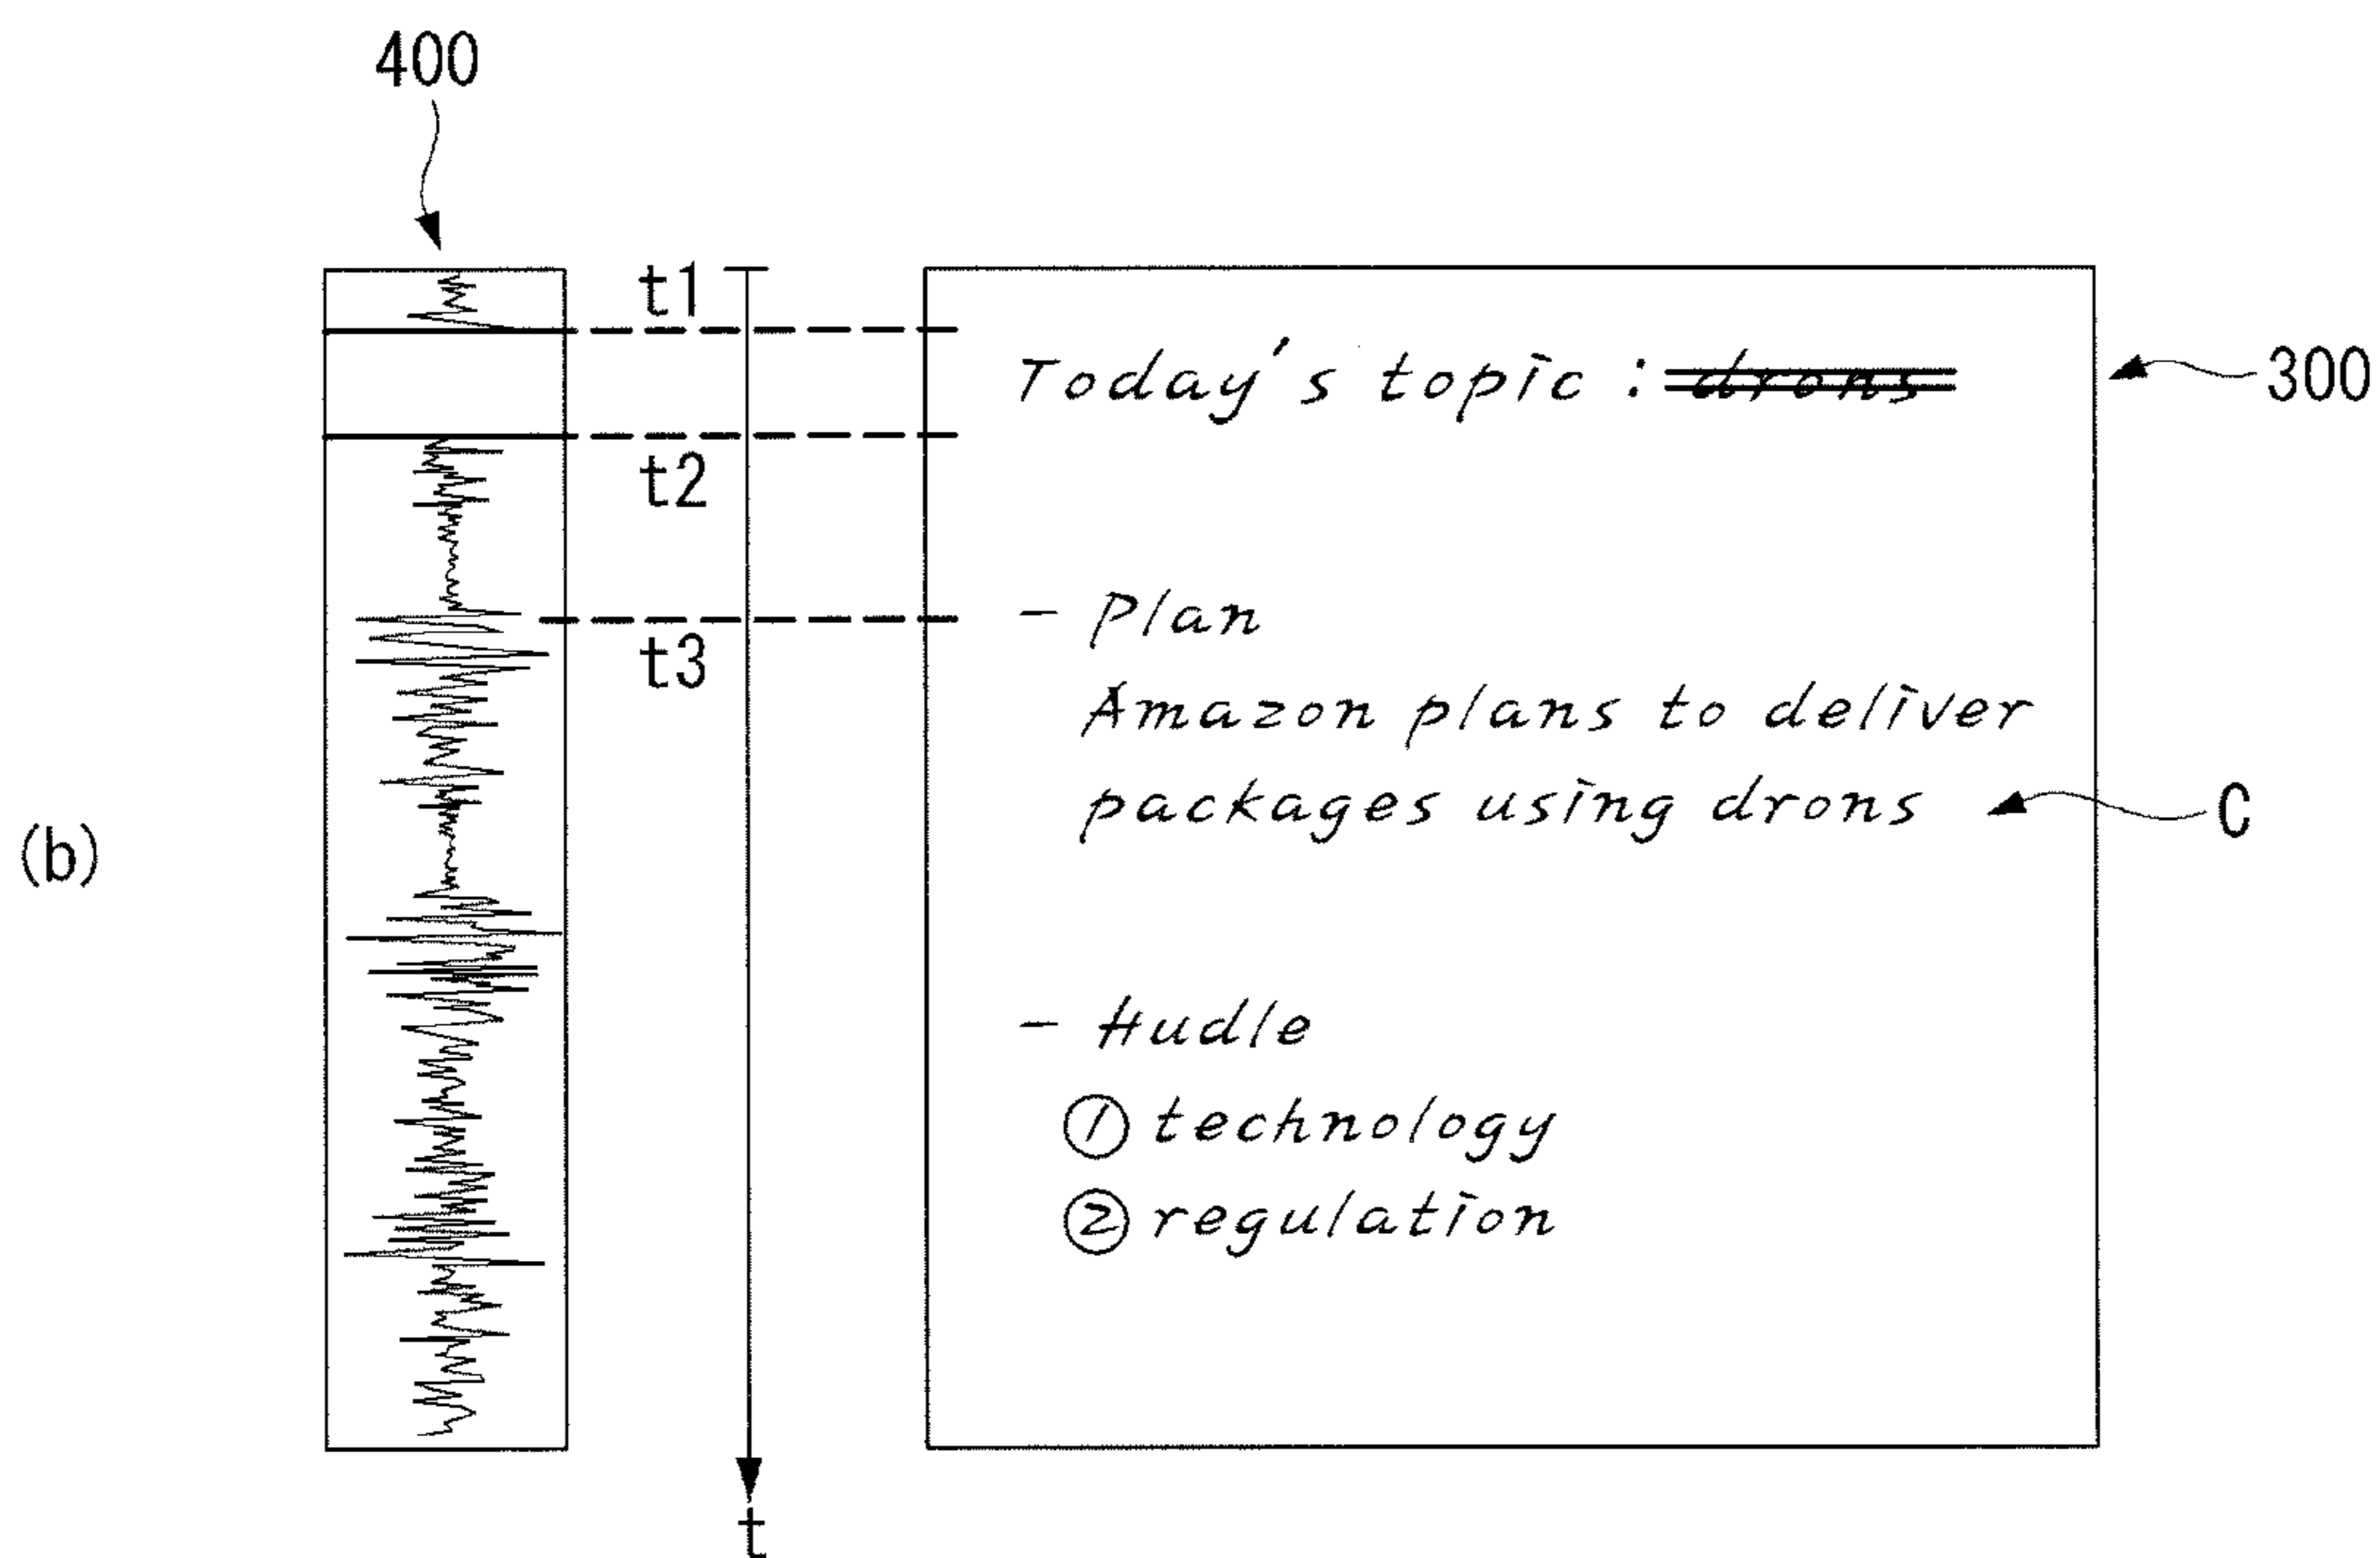 400
t1
Today's topic : drons
300
t2
- Plan
t3
Amazon plans to deliver
packages using drons
C
(b)
- Hudle
① technology
② regulation
t